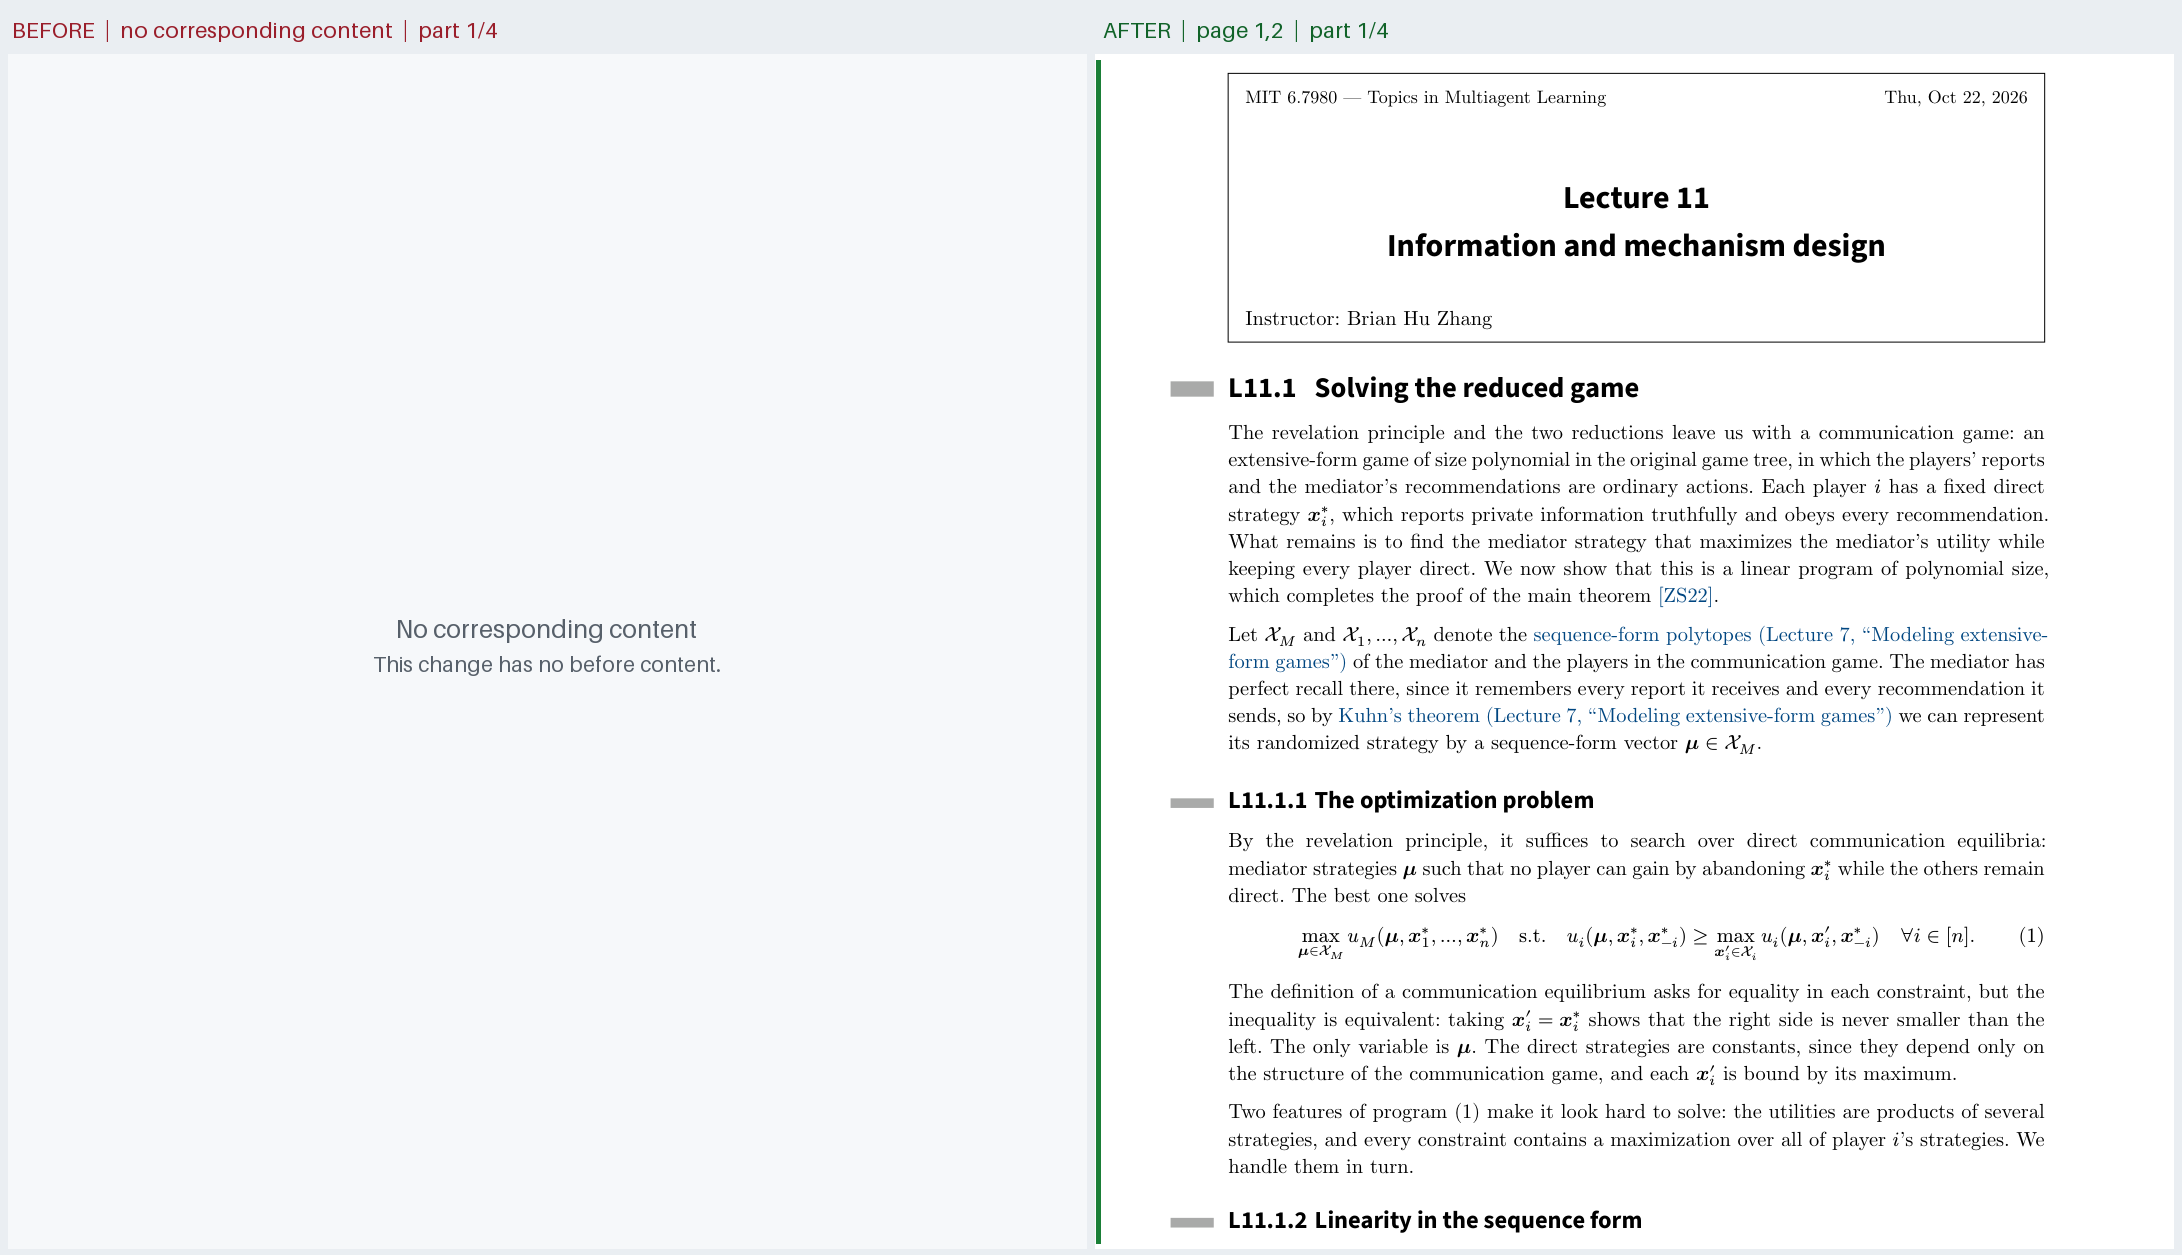 BEFORE | no corresponding content | part 1/4
No corresponding content
This change has no before content.
AFTER | page 1,2 | part 1/4
MIT 6.7980 — Topics in Multiagent Learning
Thu, Oct 22, 2026
Lecture 11
Information and mechanism design
Instructor: Brian Hu Zhang
L11.1 Solving the reduced game
The revelation principle and the two reductions leave us with a communication game: an
extensive-form game of size polynomial in the original game tree, in which the players' reports
and the mediator's recommendations are ordinary actions. Each player i has a fixed direct
strategy 𝒙ᵢ*, which reports private information truthfully and obeys every recommendation.
What remains is to find the mediator strategy that maximizes the mediator's utility while
keeping every player direct. We now show that this is a linear program of polynomial size,
which completes the proof of the main theorem [ZS22].
Let 𝒳_M and 𝒳₁, ..., 𝒳ₙ denote the sequence-form polytopes (Lecture 7, “Modeling extensive-
form games”) of the mediator and the players in the communication game. The mediator has
perfect recall there, since it remembers every report it receives and every recommendation it
sends, so by Kuhn's theorem (Lecture 7, “Modeling extensive-form games”) we can represent
its randomized strategy by a sequence-form vector 𝝁 ∈ 𝒳_M.
L11.1.1 The optimization problem
By the revelation principle, it suffices to search over direct communication equilibria:
mediator strategies 𝝁 such that no player can gain by abandoning 𝒙ᵢ* while the others remain
direct. The best one solves
max_{𝝁∈𝒳_M} u_M(𝝁, 𝒙₁*, ..., 𝒙ₙ*) s.t. uᵢ(𝝁, 𝒙ᵢ*, 𝒙₋ᵢ*) ≥ max_{𝒙ᵢ′∈𝒳ᵢ} uᵢ(𝝁, 𝒙ᵢ′, 𝒙₋ᵢ*) ∀i ∈ [n]. (1)
The definition of a communication equilibrium asks for equality in each constraint, but the
inequality is equivalent: taking 𝒙ᵢ′ = 𝒙ᵢ* shows that the right side is never smaller than the
left. The only variable is 𝝁. The direct strategies are constants, since they depend only on
the structure of the communication game, and each 𝒙ᵢ′ is bound by its maximum.
Two features of program (1) make it look hard to solve: the utilities are products of several
strategies, and every constraint contains a maximization over all of player i's strategies. We
handle them in turn.
L11.1.2 Linearity in the sequence form